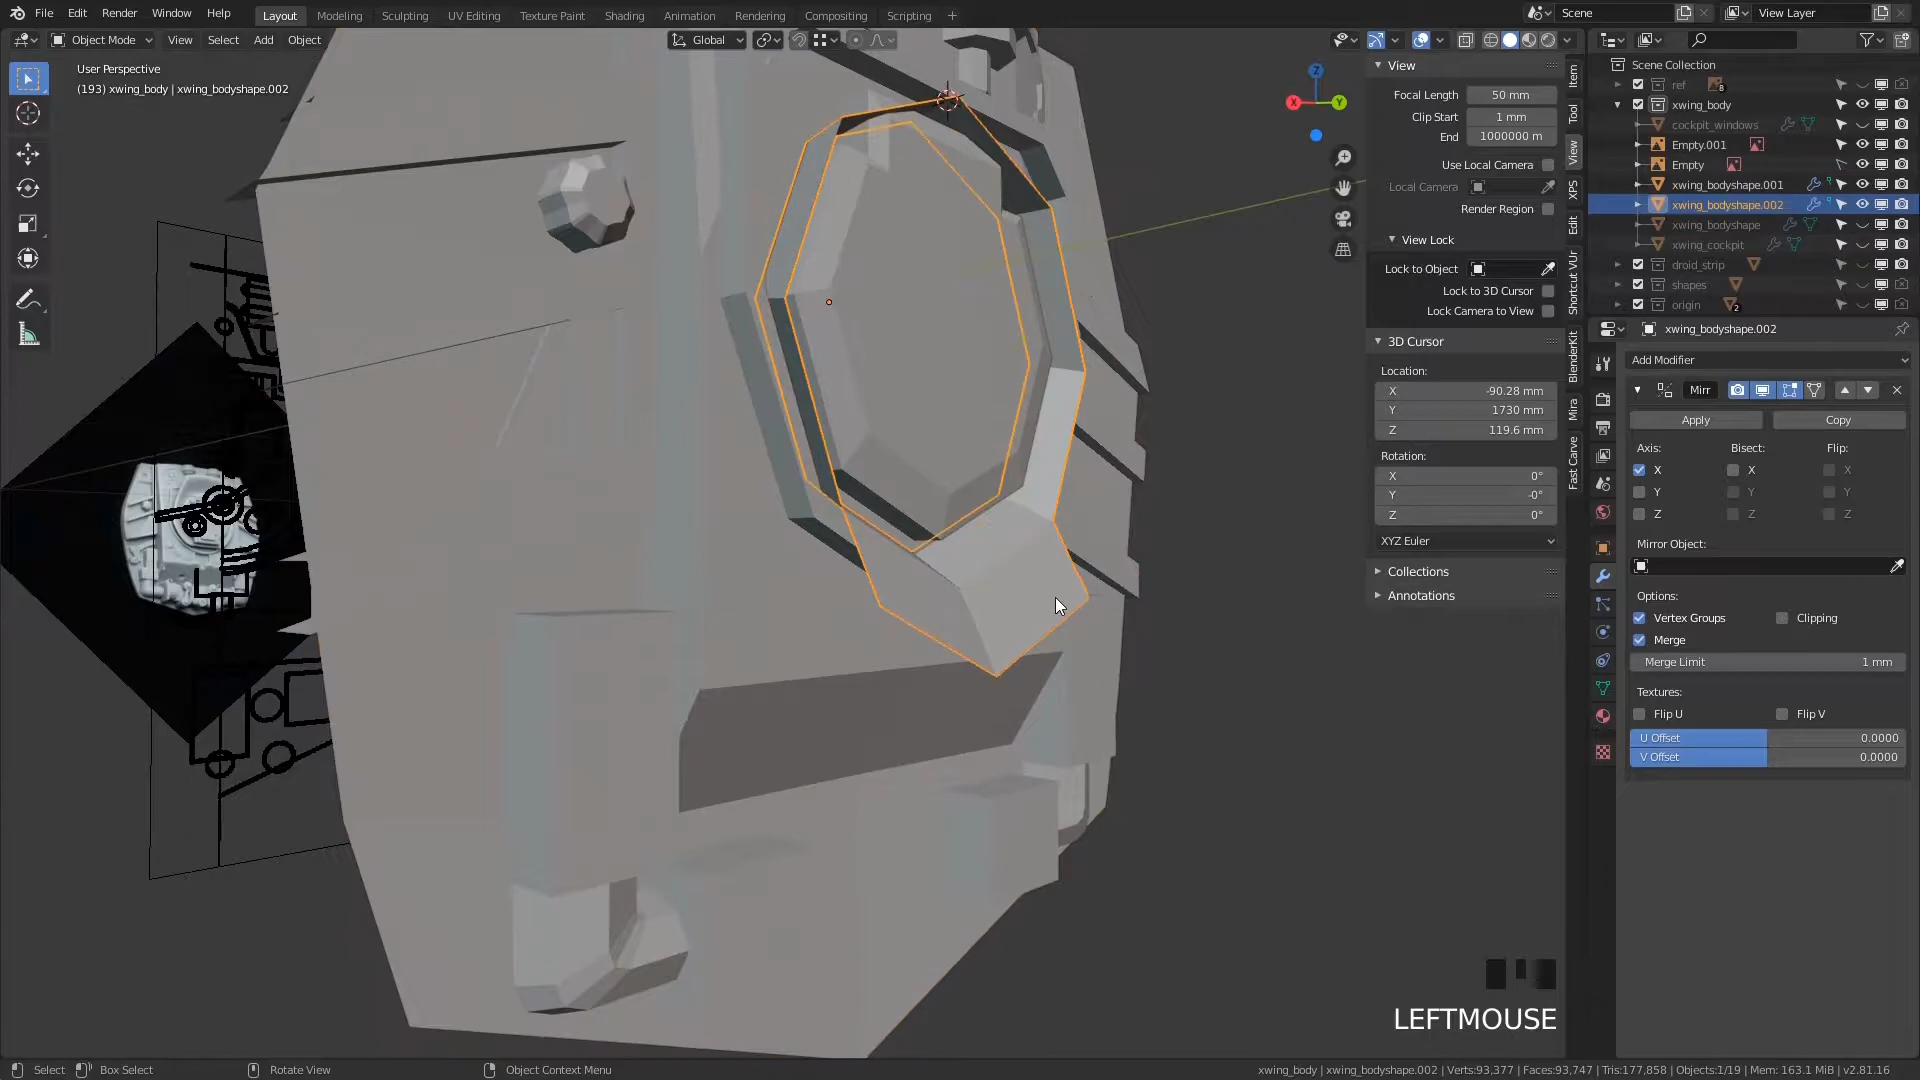 File Edit Render Window Help
Layout Modeling Sculpting UV Editing Texture Paint Shading Animation Rendering Compositing Scripting +
Scene
View Layer
Object Mode View Select Add Object
Global
User Perspective
(193) xwing_body | xwing_bodyshape.002
X
Y
Z
View
Focal Length 50 mm
Clip Start 1 mm
End 1000000 m
Use Local Camera
Local Camera
Render Region
View Lock
Lock to Object
Lock to 3D Cursor
Lock Camera to View
3D Cursor
Location:
X -90.28 mm
Y 1730 mm
Z 119.6 mm
Rotation:
X 0°
Y -0°
Z 0°
XYZ Euler
Collections
Annotations
Item
Tool
View
XPS
Edit
Shortcut VUr
BlenderKit
Mira
Fast Carve
Scene Collection
ref 8
xwing_body
cockpit_windows
Empty.001
Empty
xwing_bodyshape.001
xwing_bodyshape.002
xwing_bodyshape
xwing_cockpit
droid_strip
shapes
origin 2
xwing_bodyshape.002
Add Modifier
Mirr
Apply Copy
Axis: Bisect: Flip:
X X X
Y Y Y
Z Z Z
Mirror Object:
Options:
Vertex Groups Clipping
Merge
Merge Limit 1 mm
Textures:
Flip U Flip V
U Offset 0.0000
V Offset 0.0000
LEFTMOUSE
Select Box Select Rotate View Object Context Menu
xwing_body | xwing_bodyshape.002 | Verts:93,377 | Faces:93,747 | Tris:177,858 | Objects:1/19 | Mem: 163.1 MiB | v2.81.16